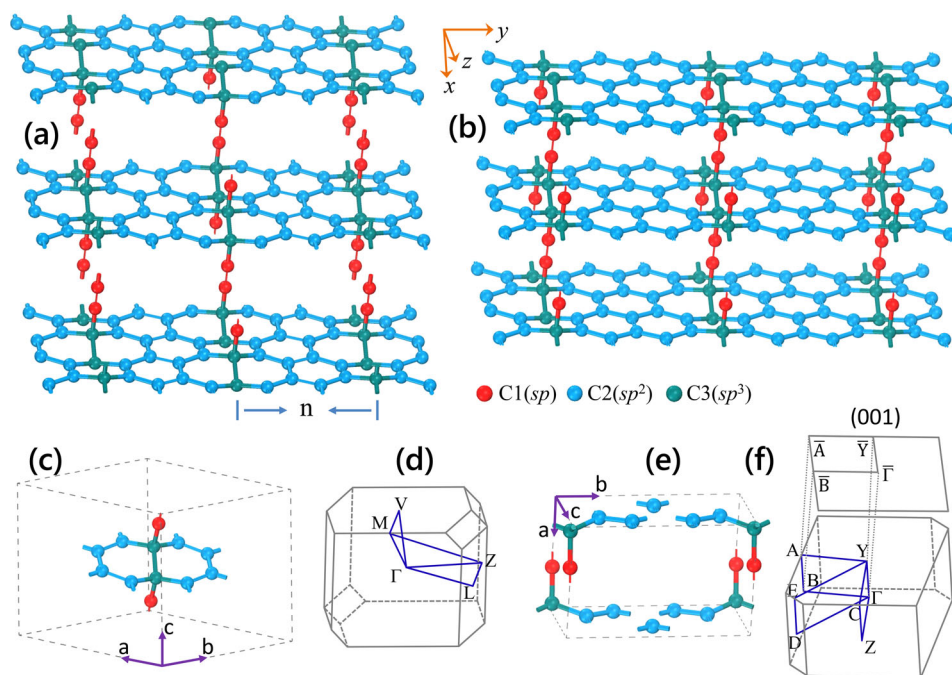 (a)
y
z
x
(b)
n
C1(sp) C2(sp²) C3(sp³)
(c)
a
c
b
(d)
V
M
Γ
Z
L
(e)
b
c
a
(f)
(001)
A̅ Y̅
B̅ Γ̅
A Y
E B Γ
C
D Z